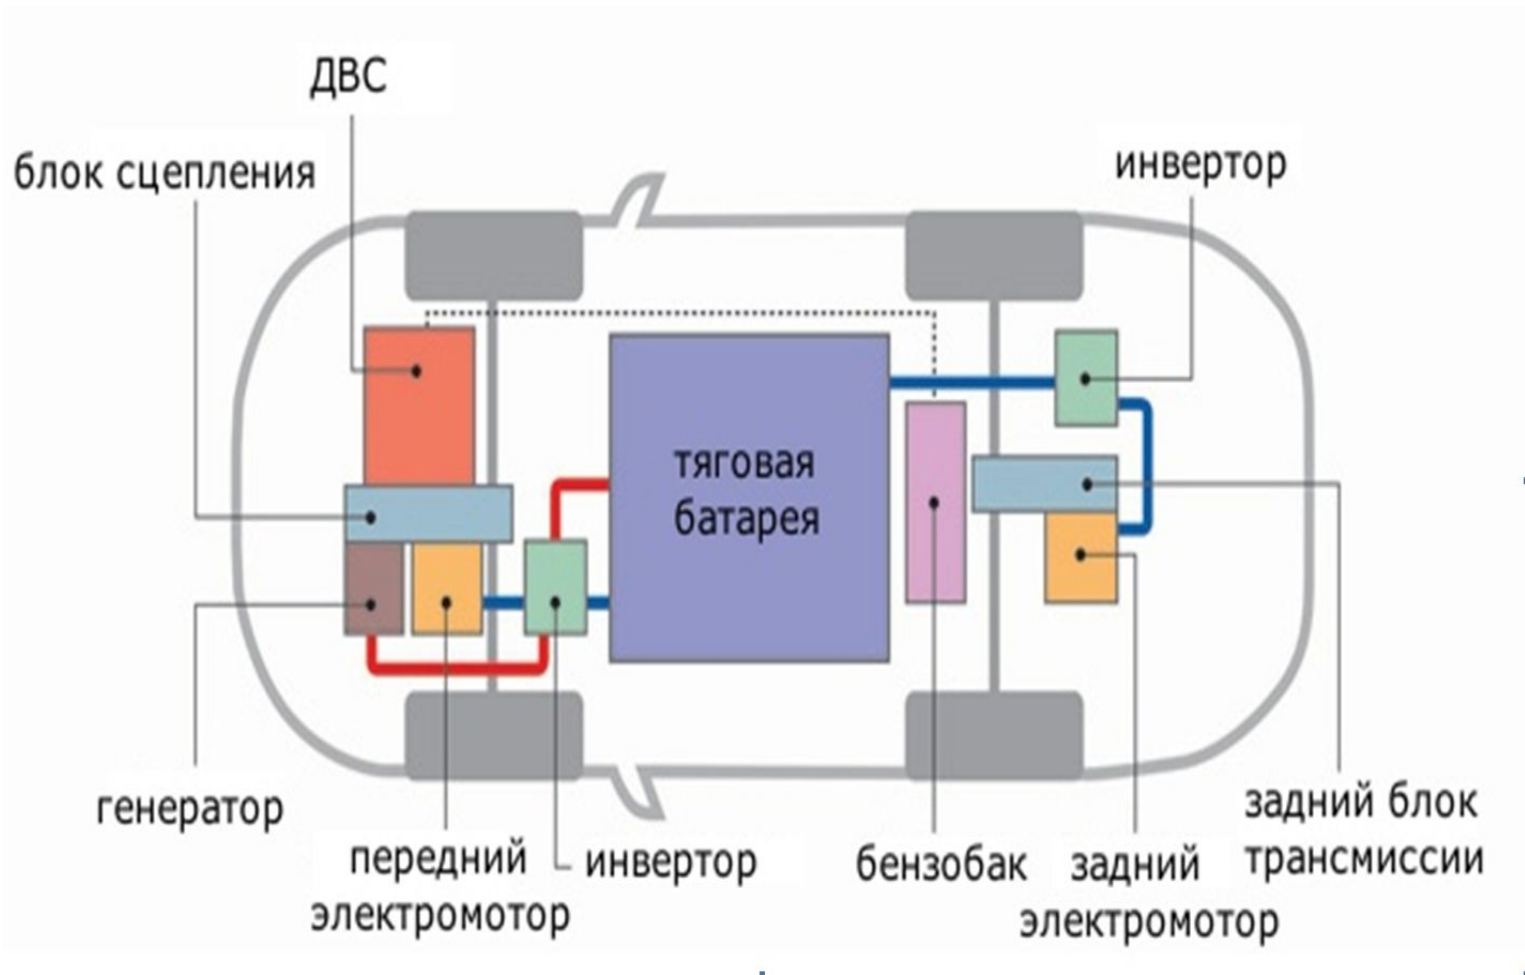 ДВС
блок сцепления
инвертор
тяговая
батарея
генератор
передний
электромотор
инвертор
бензобак
задний
электромотор
задний блок
трансмиссии